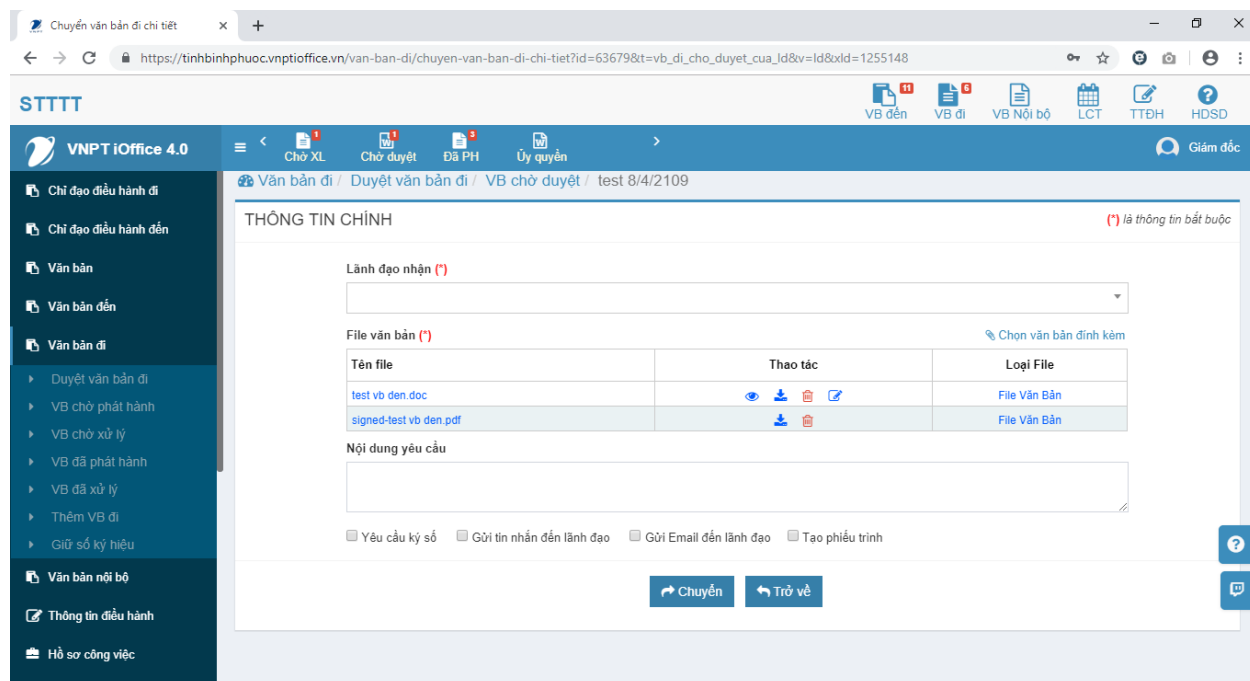 Chuyển văn bản đi chi tiết
https://tinhbinhphuoc.vnptioffice.vn/van-ban-di/chuyen-van-ban-di-chi-tiet?id=63679&t=vb_di_cho_duyet_cua_ld&v=ld&xld=1255148
STTTT
11
VB đến
6
VB đi
VB Nội bộ
LCT
TTĐH
HDSD
VNPT iOffice 4.0
1
Chờ XL
1
Chờ duyệt
3
Đã PH
Ủy quyền
Giám đốc
Văn bản đi / Duyệt văn bản đi / VB chờ duyệt / test 8/4/2109
Chỉ đạo điều hành đi
Chỉ đạo điều hành đến
Văn bản
Văn bản đến
Văn bản đi
Duyệt văn bản đi
VB chờ phát hành
VB chờ xử lý
VB đã phát hành
VB đã xử lý
Thêm VB đi
Giữ số ký hiệu
Văn bản nội bộ
Thông tin điều hành
Hồ sơ công việc
THÔNG TIN CHÍNH
(*) là thông tin bắt buộc
Lãnh đạo nhận (*)
File văn bản (*)
Chọn văn bản đính kèm
Tên file Thao tác Loại File
test vb den.doc File Văn Bản
signed-test vb den.pdf File Văn Bản
Nội dung yêu cầu
Yêu cầu ký số Gửi tin nhắn đến lãnh đạo Gửi Email đến lãnh đạo Tạo phiếu trình
Chuyển Trở về